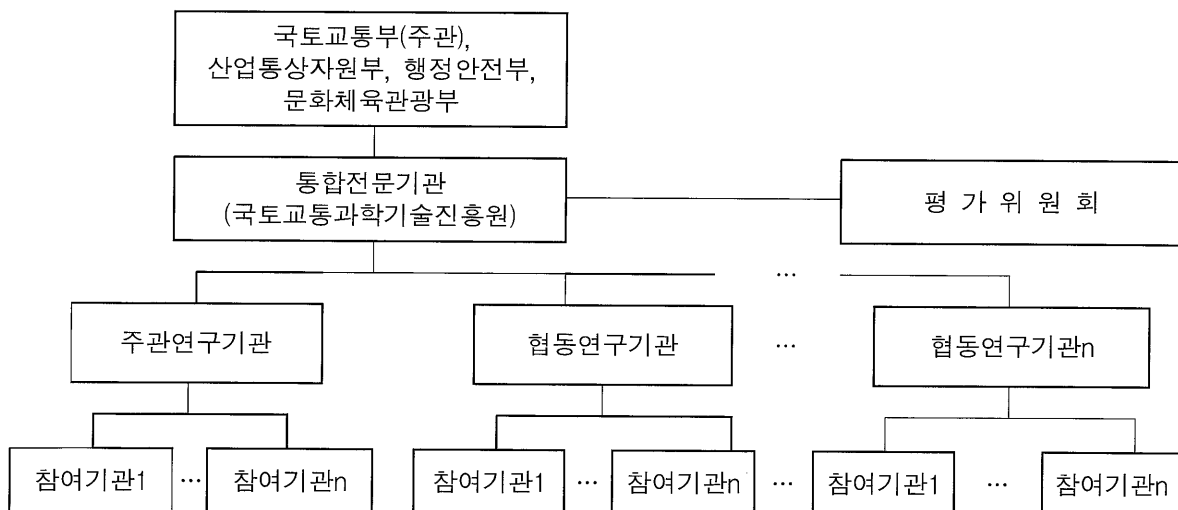 국토교통부(주관),
산업통상자원부, 행정안전부,
문화체육관광부
통합전문기관
(국토교통과학기술진흥원)
평 가 위 원 회
...
주관연구기관
협동연구기관
...
협동연구기관n
참여기관1
...
참여기관n
참여기관1
...
참여기관n
...
참여기관1
...
참여기관n